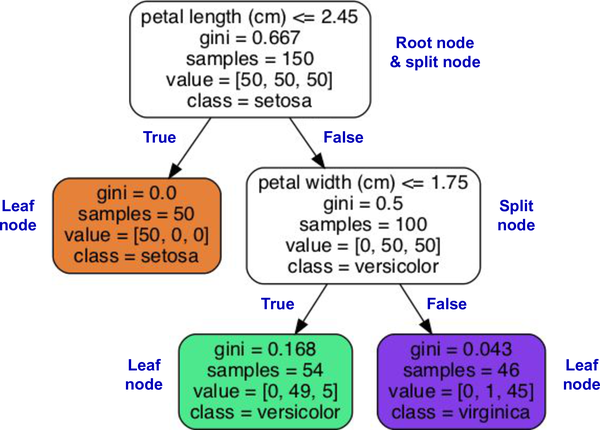 petal length (cm) <= 2.45
gini = 0.667
samples = 150
value = [50, 50, 50]
class = setosa
Root node
& split node
True
False
Leaf
node
gini = 0.0
samples = 50
value = [50, 0, 0]
class = setosa
petal width (cm) <= 1.75
gini = 0.5
samples = 100
value = [0, 50, 50]
class = versicolor
Split
node
True
False
Leaf
node
gini = 0.168
samples = 54
value = [0, 49, 5]
class = versicolor
gini = 0.043
samples = 46
value = [0, 1, 45]
class = virginica
Leaf
node